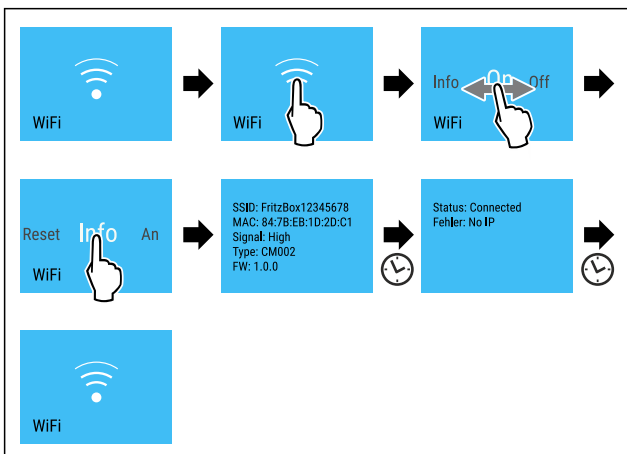 WiFi
WiFi
Info On Off
WiFi
Reset Info An
WiFi
SSID: FritzBox12345678
MAC: 84:7B:EB:1D:2D:C1
Signal: High
Type: CM002
FW: 1.0.0
Status: Connected
Fehler: No IP
WiFi